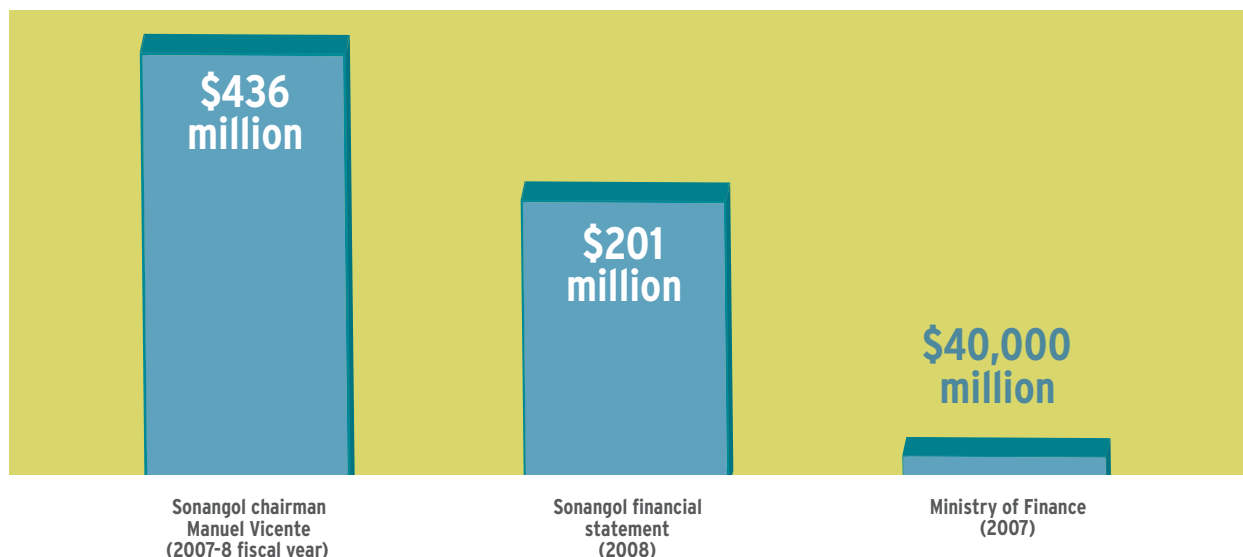 $436
million
$201
million
$40,000
million
Sonangol chairman
Manuel Vicente
(2007-8 fiscal year)
Sonangol financial
statement
(2008)
Ministry of Finance
(2007)